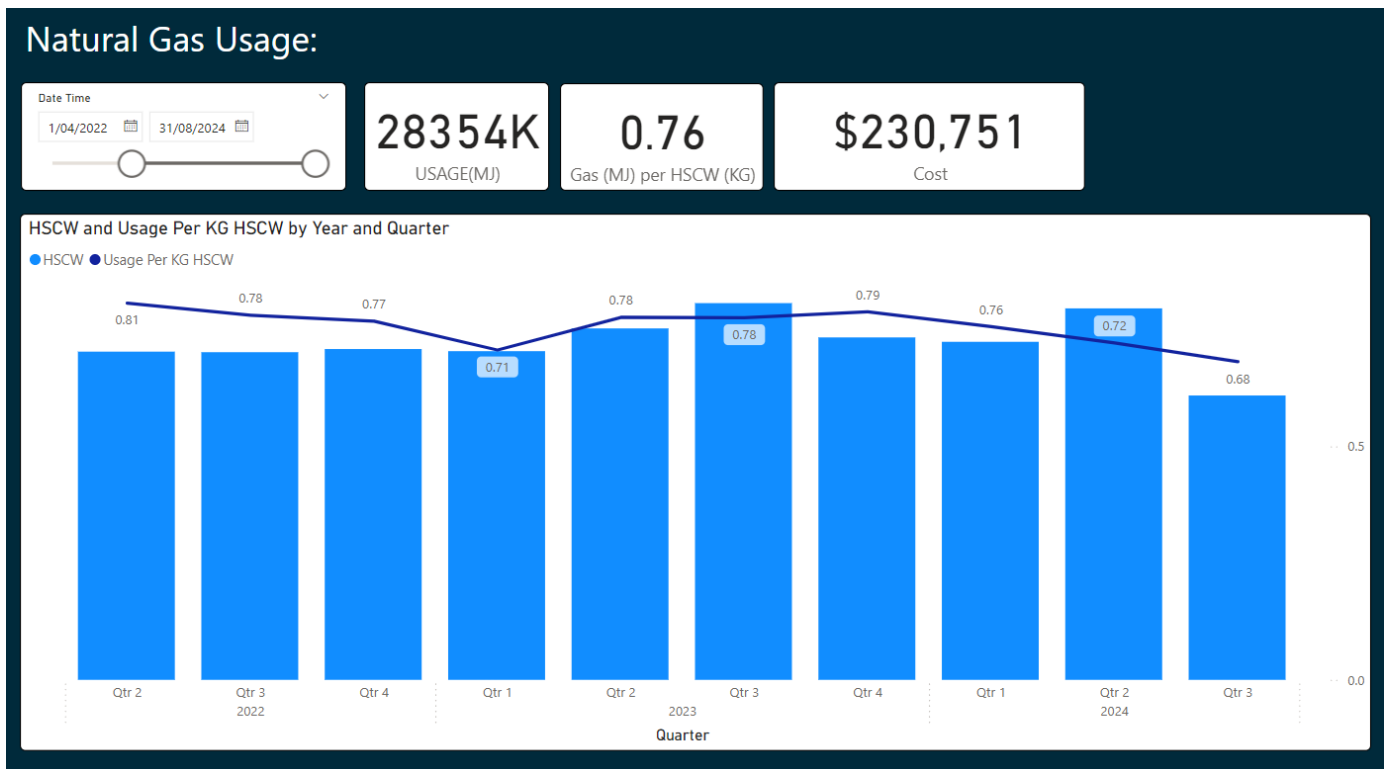 Natural Gas Usage:
Date Time
1/04/2022 31/08/2024
28354K
USAGE(MJ)
0.76
Gas (MJ) per HSCW (KG)
$230,751
Cost
HSCW and Usage Per KG HSCW by Year and Quarter
HSCW Usage Per KG HSCW
0.81 0.78 0.77 0.71 0.78 0.78 0.79 0.76 0.72 0.68
0.5
0.0
Qtr 2 Qtr 3 Qtr 4 Qtr 1 Qtr 2 Qtr 3 Qtr 4 Qtr 1 Qtr 2 Qtr 3
2022 2023 2024
Quarter